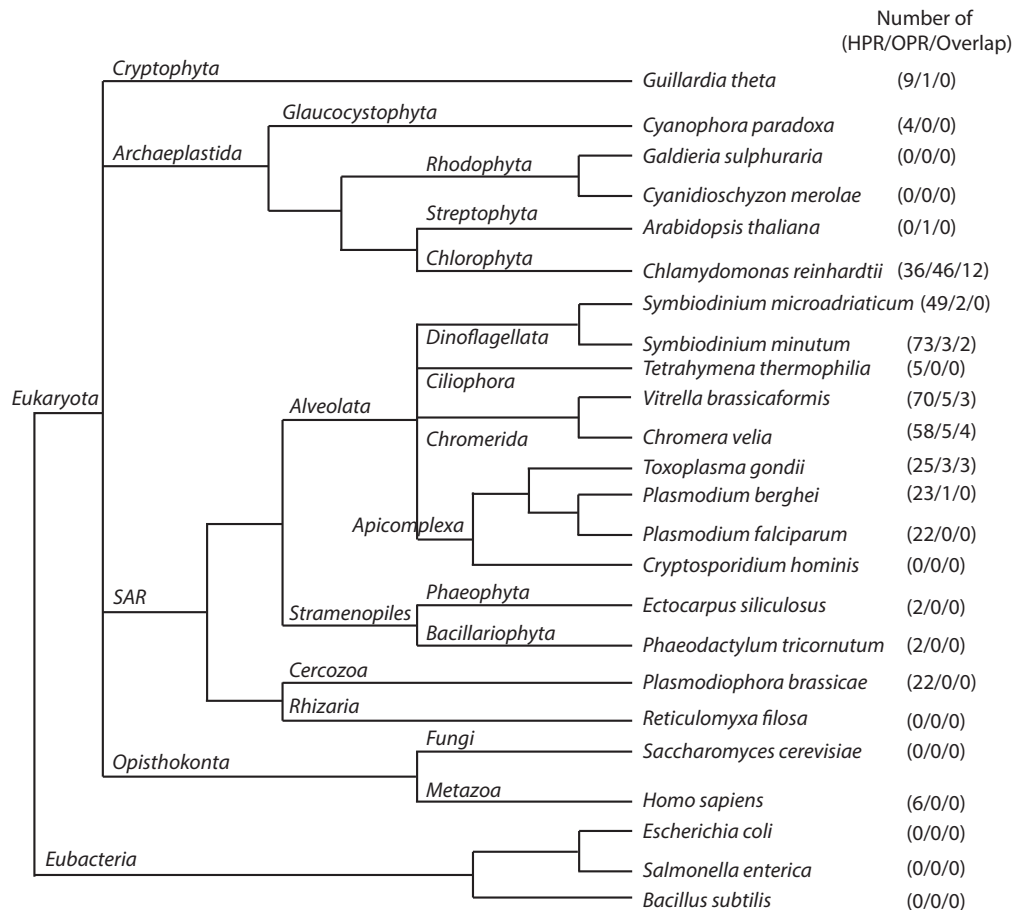 Number of
(HPR/OPR/Overlap)
Cryptophyta
Guillardia theta (9/1/0)
Glaucocystophyta
Cyanophora paradoxa (4/0/0)
Archaeplastida
Rhodophyta
Galdieria sulphuraria (0/0/0)
Cyanidioschyzon merolae (0/0/0)
Streptophyta
Arabidopsis thaliana (0/1/0)
Chlorophyta
Chlamydomonas reinhardtii (36/46/12)
Symbiodinium microadriaticum (49/2/0)
Dinoflagellata
Symbiodinium minutum (73/3/2)
Tetrahymena thermophilia (5/0/0)
Ciliophora
Eukaryota
Alveolata
Vitrella brassicaformis (70/5/3)
Chromerida
Chromera velia (58/5/4)
Toxoplasma gondii (25/3/3)
Plasmodium berghei (23/1/0)
Apicomplexa
Plasmodium falciparum (22/0/0)
Cryptosporidium hominis (0/0/0)
SAR
Phaeophyta
Ectocarpus siliculosus (2/0/0)
Stramenopiles
Bacillariophyta
Phaeodactylum tricornutum (2/0/0)
Cercozoa
Plasmodiophora brassicae (22/0/0)
Rhizaria
Reticulomyxa filosa (0/0/0)
Fungi
Saccharomyces cerevisiae (0/0/0)
Opisthokonta
Metazoa
Homo sapiens (6/0/0)
Escherichia coli (0/0/0)
Eubacteria
Salmonella enterica (0/0/0)
Bacillus subtilis (0/0/0)